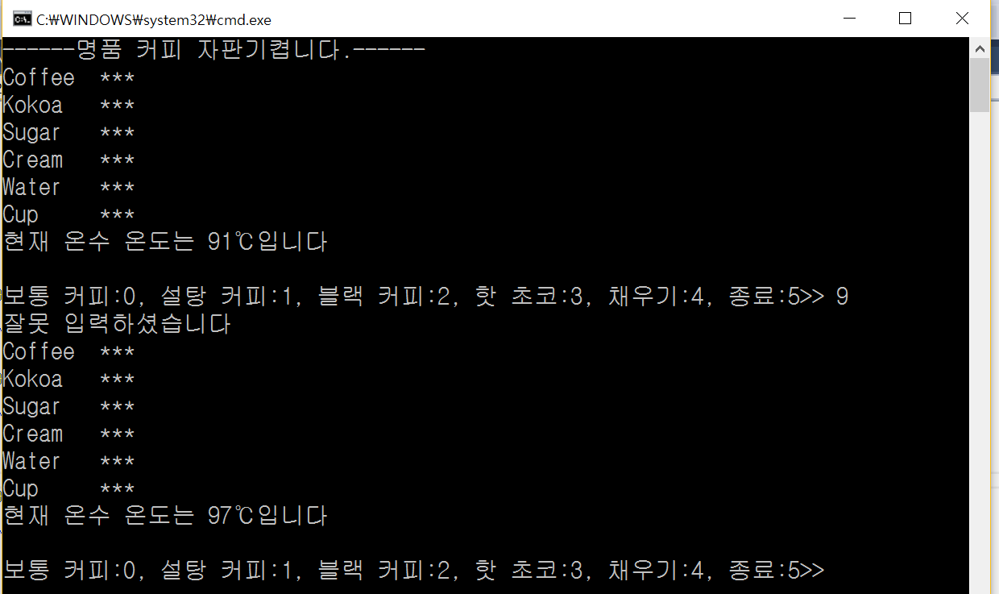 C:\WINDOWS\system32\cmd.exe
------명품 커피 자판기켭니다.------
Coffee ***
Kokoa ***
Sugar ***
Cream ***
Water ***
Cup ***
현재 온수 온도는 91℃입니다
보통 커피:0, 설탕 커피:1, 블랙 커피:2, 핫 초코:3, 채우기:4, 종료:5>> 9
잘못 입력하셨습니다
Coffee ***
Kokoa ***
Sugar ***
Cream ***
Water ***
Cup ***
현재 온수 온도는 97℃입니다
보통 커피:0, 설탕 커피:1, 블랙 커피:2, 핫 초코:3, 채우기:4, 종료:5>>